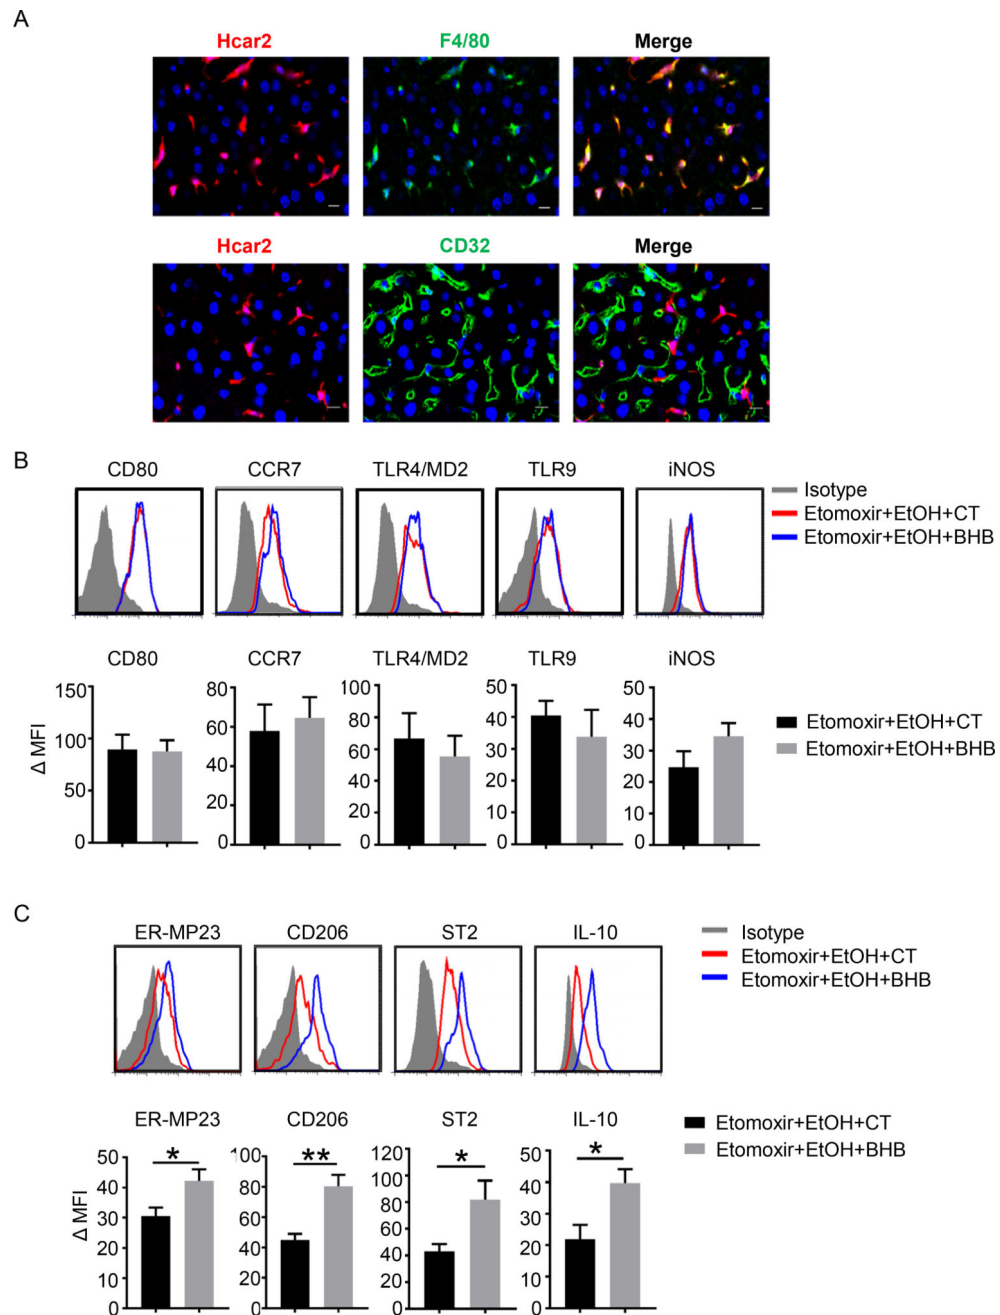 A
Hcar2 F4/80 Merge
Hcar2 CD32 Merge
B
CD80 CCR7 TLR4/MD2 TLR9 iNOS
Isotype
Etomoxir+EtOH+CT
Etomoxir+EtOH+BHB
CD80 CCR7 TLR4/MD2 TLR9 iNOS
Δ MFI
150 100 50 0
80 60 40 20 0
100 80 60 40 20 0
50 40 30 20 10 0
50 40 30 20 10 0
Etomoxir+EtOH+CT
Etomoxir+EtOH+BHB
C
ER-MP23 CD206 ST2 IL-10
Isotype
Etomoxir+EtOH+CT
Etomoxir+EtOH+BHB
ER-MP23 CD206 ST2 IL-10
Δ MFI
50 40 30 20 10 0
100 80 60 40 20 0
120 100 80 60 40 20 0
50 40 30 20 10 0
* ** * *
Etomoxir+EtOH+CT
Etomoxir+EtOH+BHB